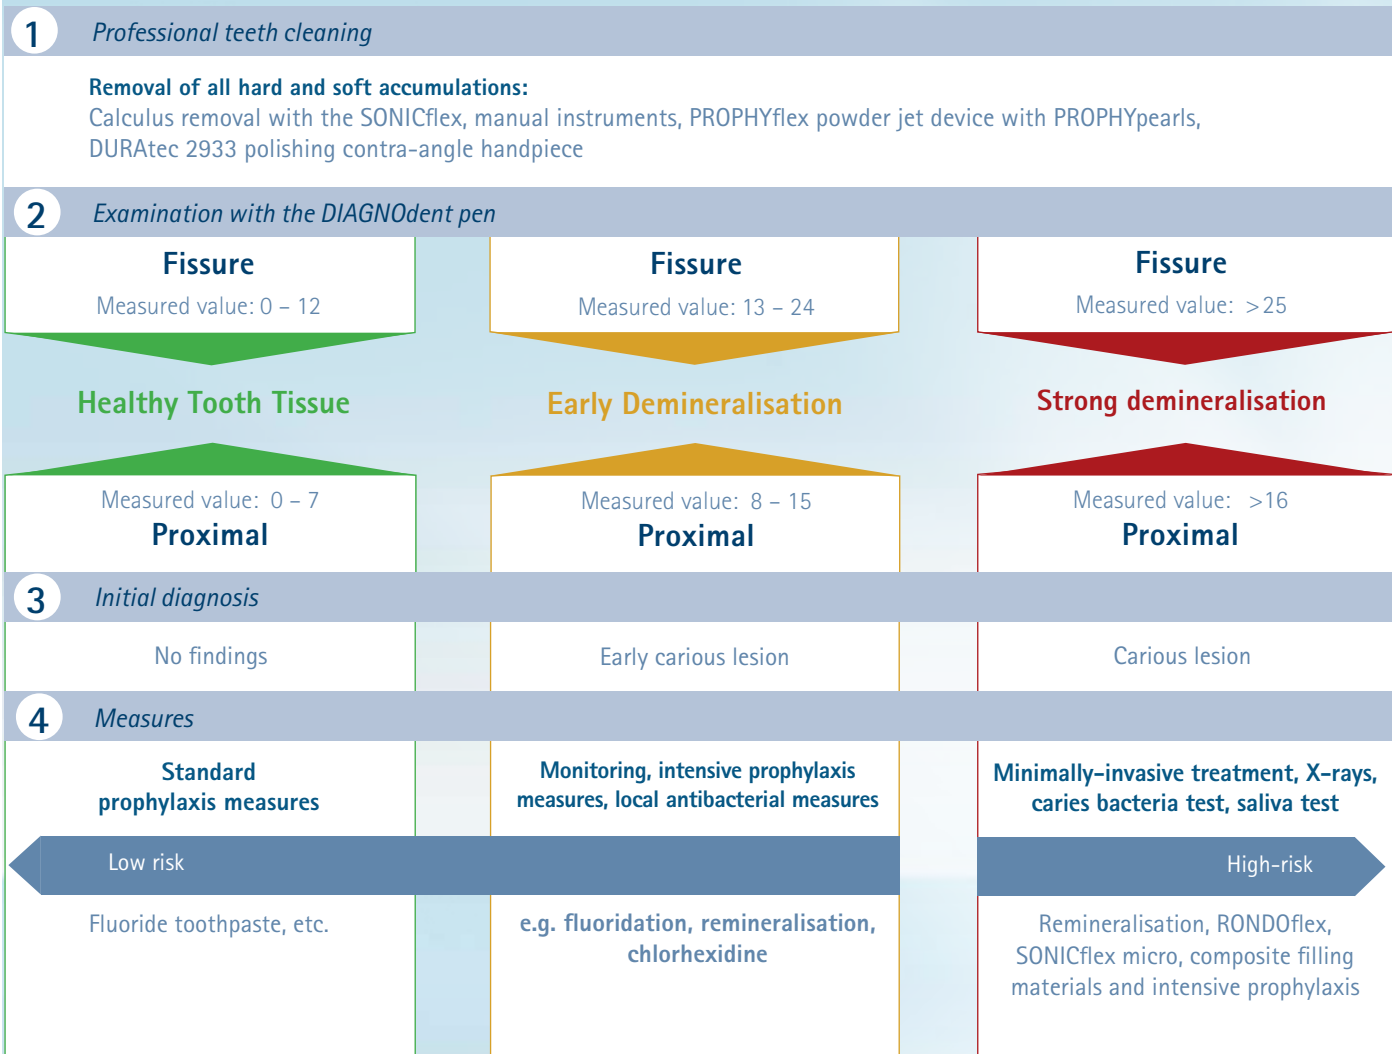 1
Professional teeth cleaning
Removal of all hard and soft accumulations:
Calculus removal with the SONICflex, manual instruments, PROPHYflex powder jet device with PROPHYpearls,
DURAtec 2933 polishing contra-angle handpiece
2
Examination with the DIAGNOdent pen
Fissure
Measured value: 0 – 12
Healthy Tooth Tissue
Measured value: 0 – 7
Proximal
Fissure
Measured value: 13 – 24
Early Demineralisation
Measured value: 8 – 15
Proximal
Fissure
Measured value: >25
Strong demineralisation
Measured value: >16
Proximal
3
Initial diagnosis
No findings
Early carious lesion
Carious lesion
4
Measures
Standard
prophylaxis measures
Monitoring, intensive prophylaxis
measures, local antibacterial measures
Minimally-invasive treatment, X-rays,
caries bacteria test, saliva test
Low risk
High-risk
Fluoride toothpaste, etc.
e.g. fluoridation, remineralisation,
chlorhexidine
Remineralisation, RONDOflex,
SONICflex micro, composite filling
materials and intensive prophylaxis